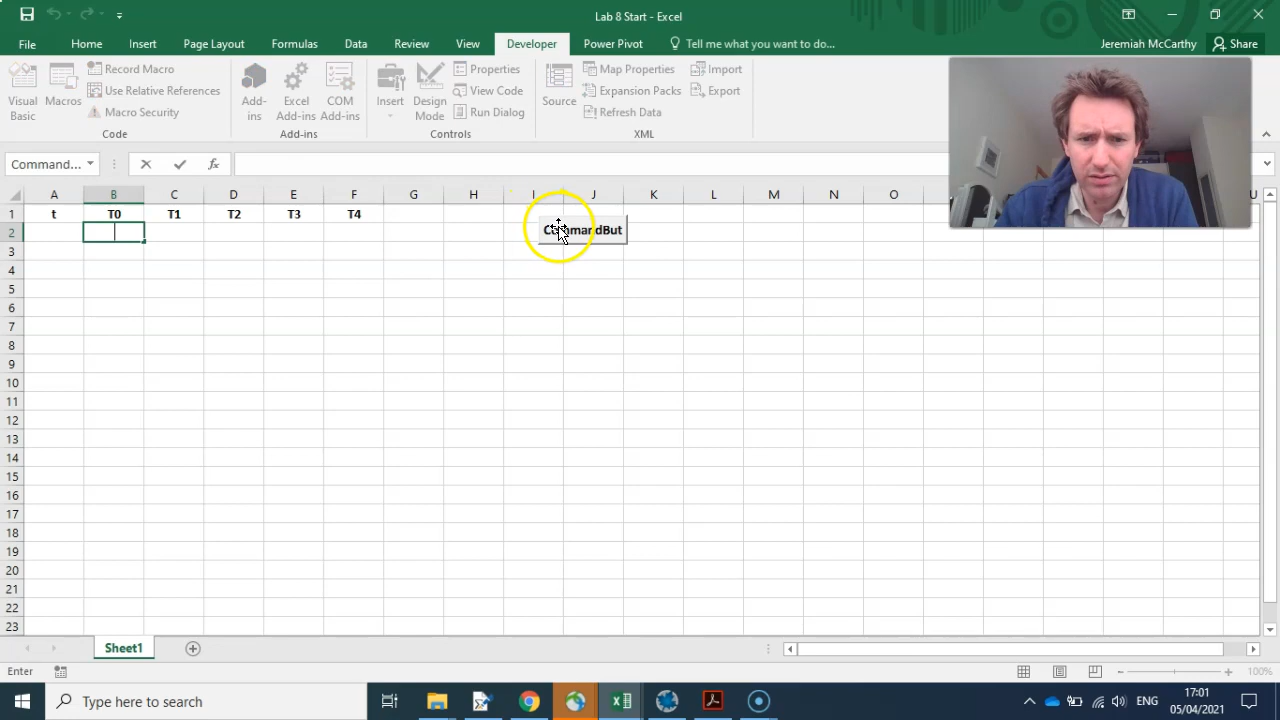 Lab 8 Start - Excel
File Home Insert Page Layout Formulas Data Review View Developer Power Pivot Tell me what you want to do... Jeremiah McCarthy Share
Visual Basic
Macros
Record Macro
Use Relative References
Macro Security
Code
Add-ins
Excel Add-ins
COM Add-ins
Add-ins
Insert
Design Mode
Properties
View Code
Run Dialog
Controls
Source
Map Properties
Expansion Packs
Refresh Data
Import
Export
XML
Command... fx
A B C D E F G H I J K L M N O U
1 t T0 T1 T2 T3 T4
2
CommandBut
3
4
5
6
7
8
9
10
11
12
13
14
15
16
17
18
19
20
21
22
23
Sheet1
Enter 100%
Type here to search ENG 17:01
05/04/2021